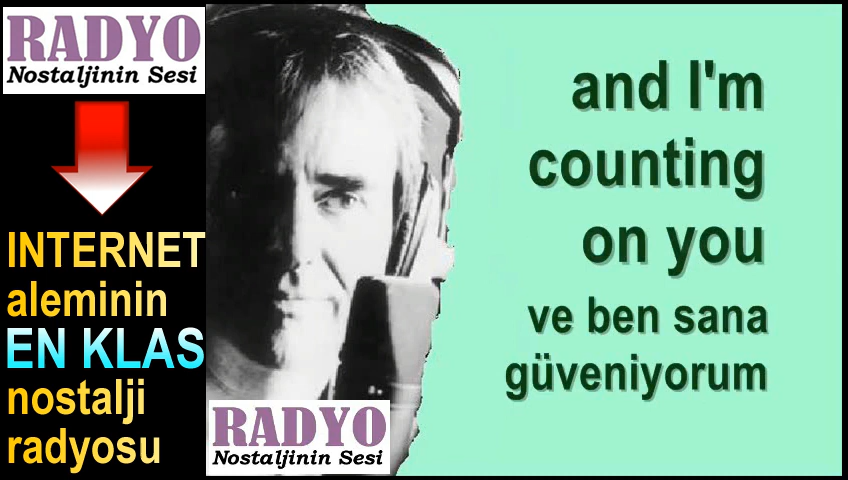 RADYO
Nostaljinin Sesi
INTERNET
aleminin
EN KLAS
nostalji
radyosu
RADYO
Nostaljinin Sesi
and I'm
counting
on you
ve ben sana
güveniyorum